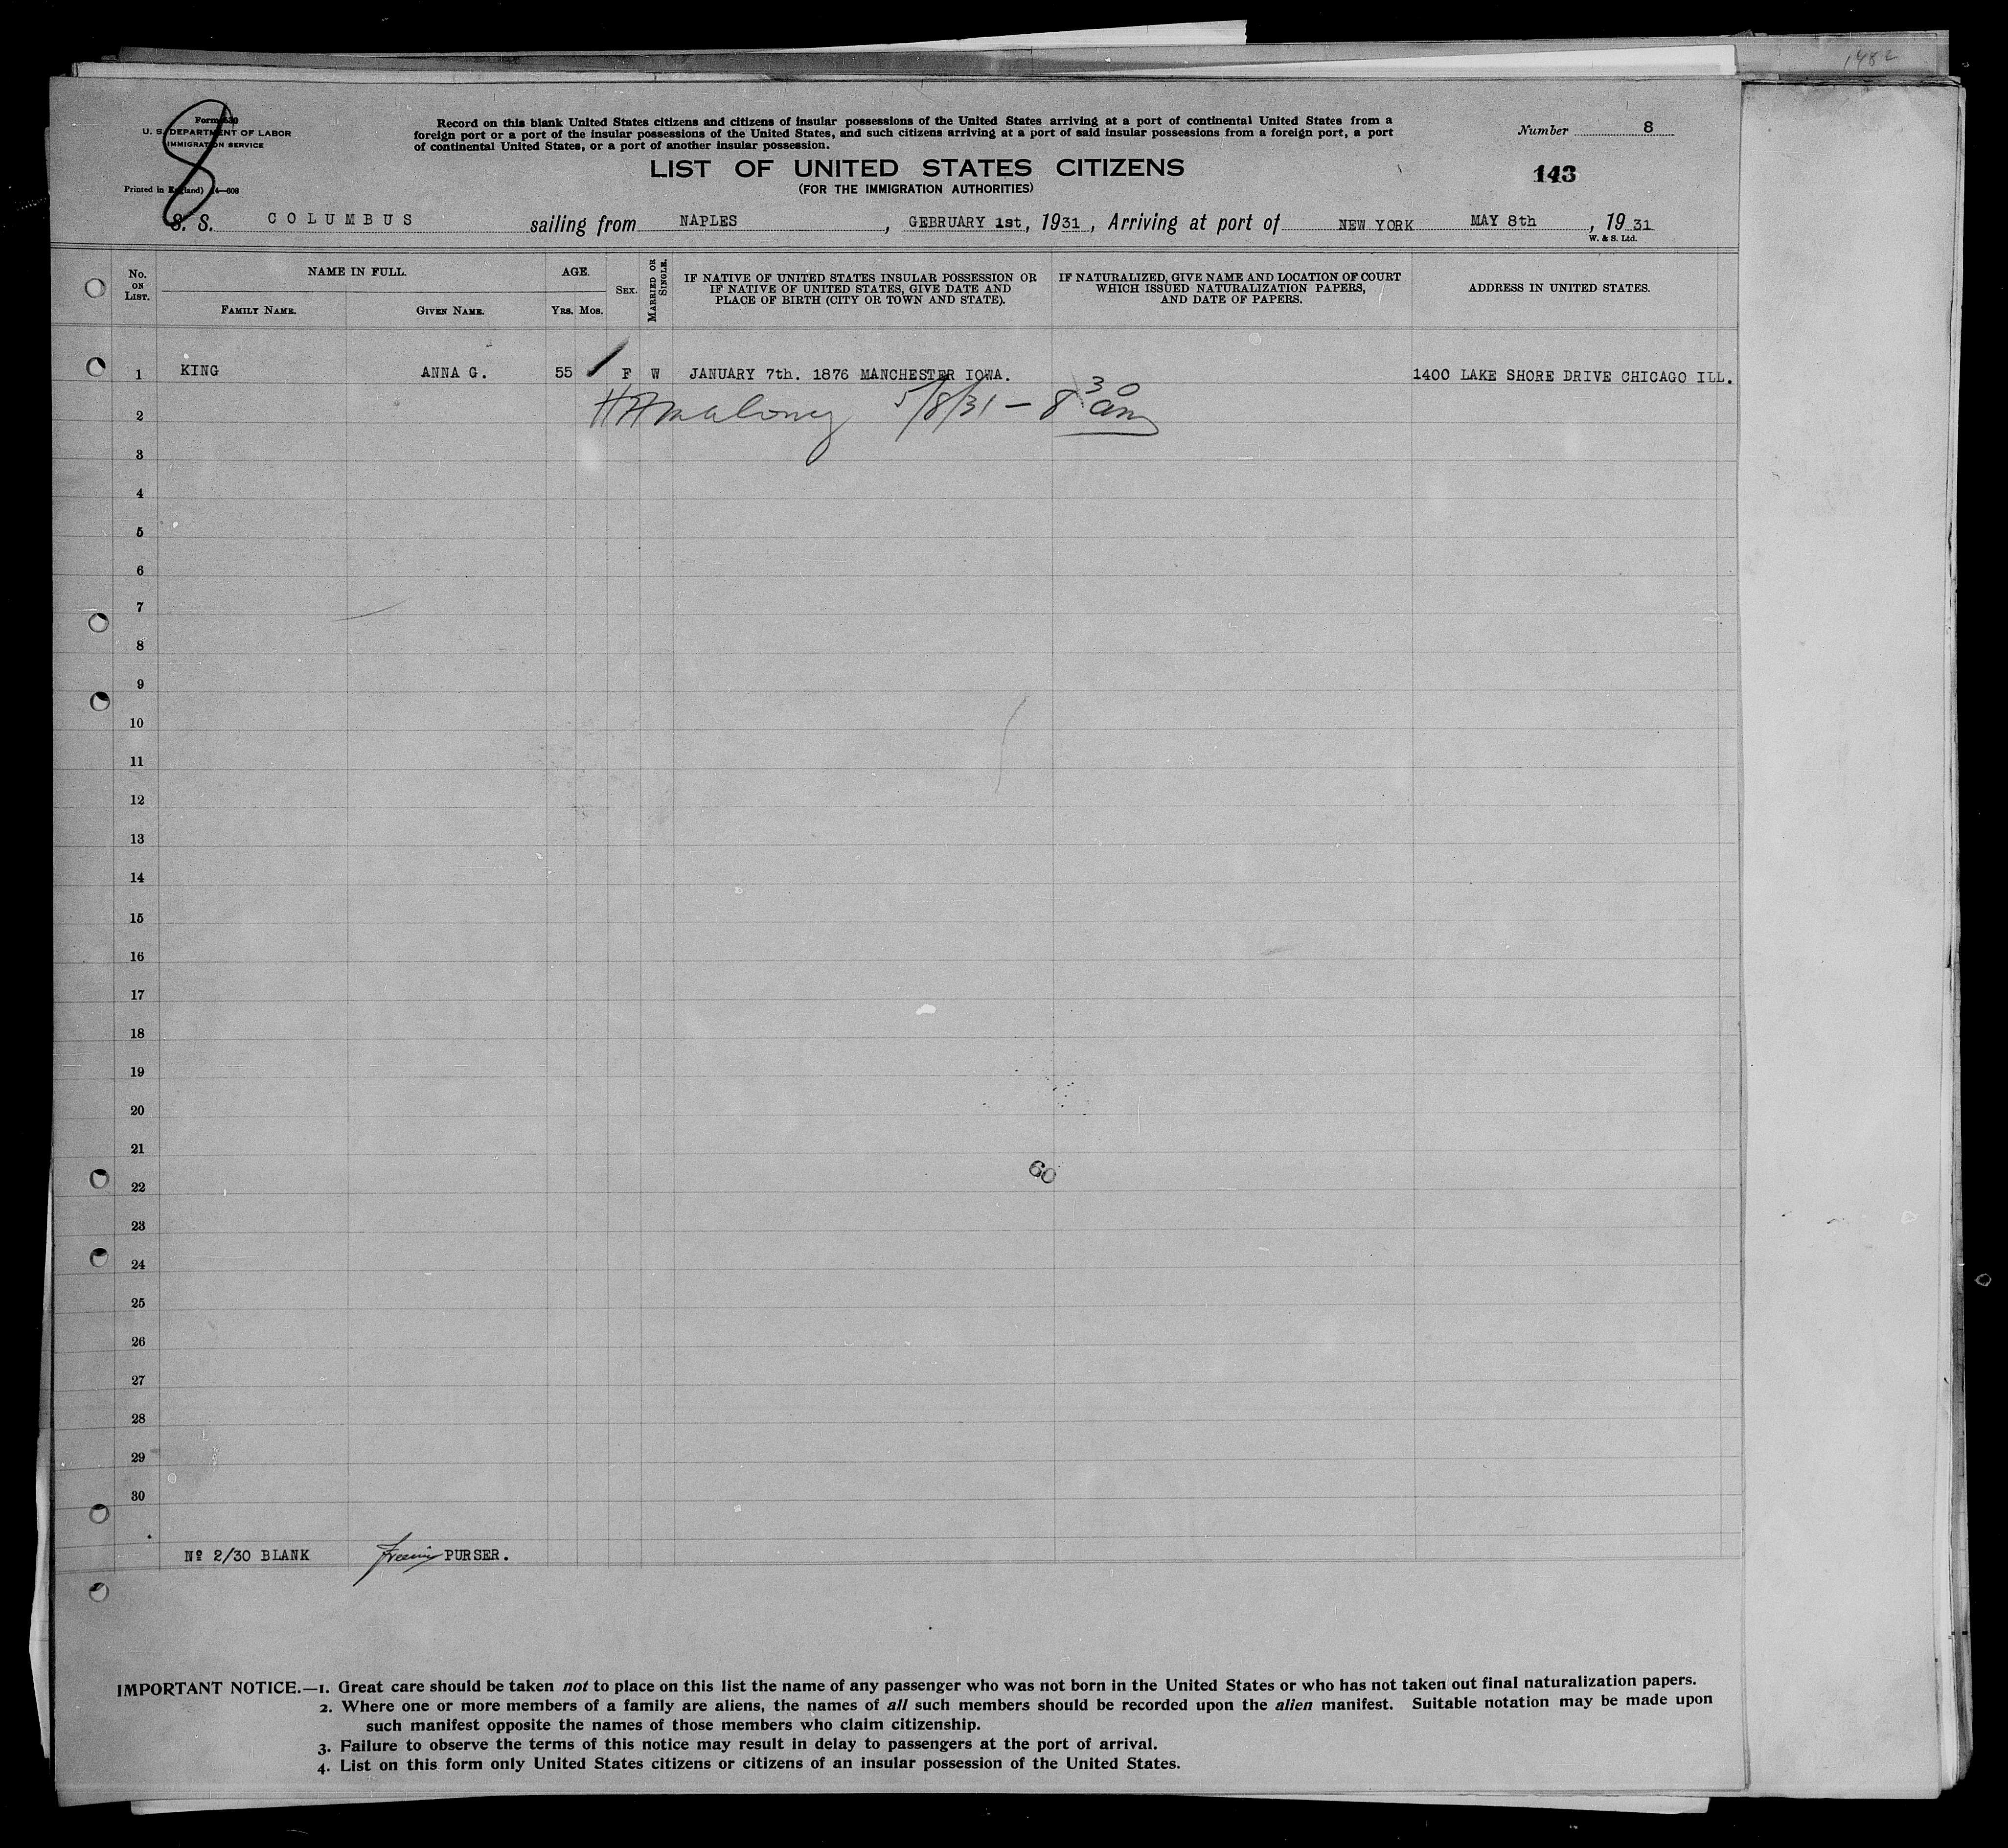 1482
8
Form 630
U. S. DEPARTMENT OF LABOR
IMMIGRATION SERVICE
Printed in England) 14—608
Record on this blank United States citizens and citizens of insular possessions of the United States arriving at a port of continental United States from a
foreign port or a port of the insular possessions of the United States, and such citizens arriving at a port of said insular possessions from a foreign port, a port
of continental United States, or a port of another insular possession.
Number 8
LIST OF UNITED STATES CITIZENS
(FOR THE IMMIGRATION AUTHORITIES)
143
S. S. COLUMBUS sailing from NAPLES, GEBRUARY 1st, 1931, Arriving at port of NEW YORK MAY 8th, 1931
W. & S. Ltd.
No. ON LIST.
NAME IN FULL.
FAMILY NAME. GIVEN NAME.
AGE.
YRS. MOS.
SEX.
MARRIED OR SINGLE.
IF NATIVE OF UNITED STATES INSULAR POSSESSION OR
IF NATIVE OF UNITED STATES, GIVE DATE AND
PLACE OF BIRTH (CITY OR TOWN AND STATE).
IF NATURALIZED, GIVE NAME AND LOCATION OF COURT
WHICH ISSUED NATURALIZATION PAPERS,
AND DATE OF PAPERS.
ADDRESS IN UNITED STATES.
1 KING ANNA G. 55 F W JANUARY 7th. 1876 MANCHESTER IOWA. 1400 LAKE SHORE DRIVE CHICAGO ILL.
2 5/8/31 — 8 30 am
3
4
5
6
7
8
9
10
11
12
13
14
15
16
17
18
19
20
21
60
22
23
24
25
26
27
28
29
30
Nº 2/30 BLANK PURSER.
IMPORTANT NOTICE.—1. Great care should be taken not to place on this list the name of any passenger who was not born in the United States or who has not taken out final naturalization papers.
2. Where one or more members of a family are aliens, the names of all such members should be recorded upon the alien manifest. Suitable notation may be made upon
such manifest opposite the names of those members who claim citizenship.
3. Failure to observe the terms of this notice may result in delay to passengers at the port of arrival.
4. List on this form only United States citizens or citizens of an insular possession of the United States.